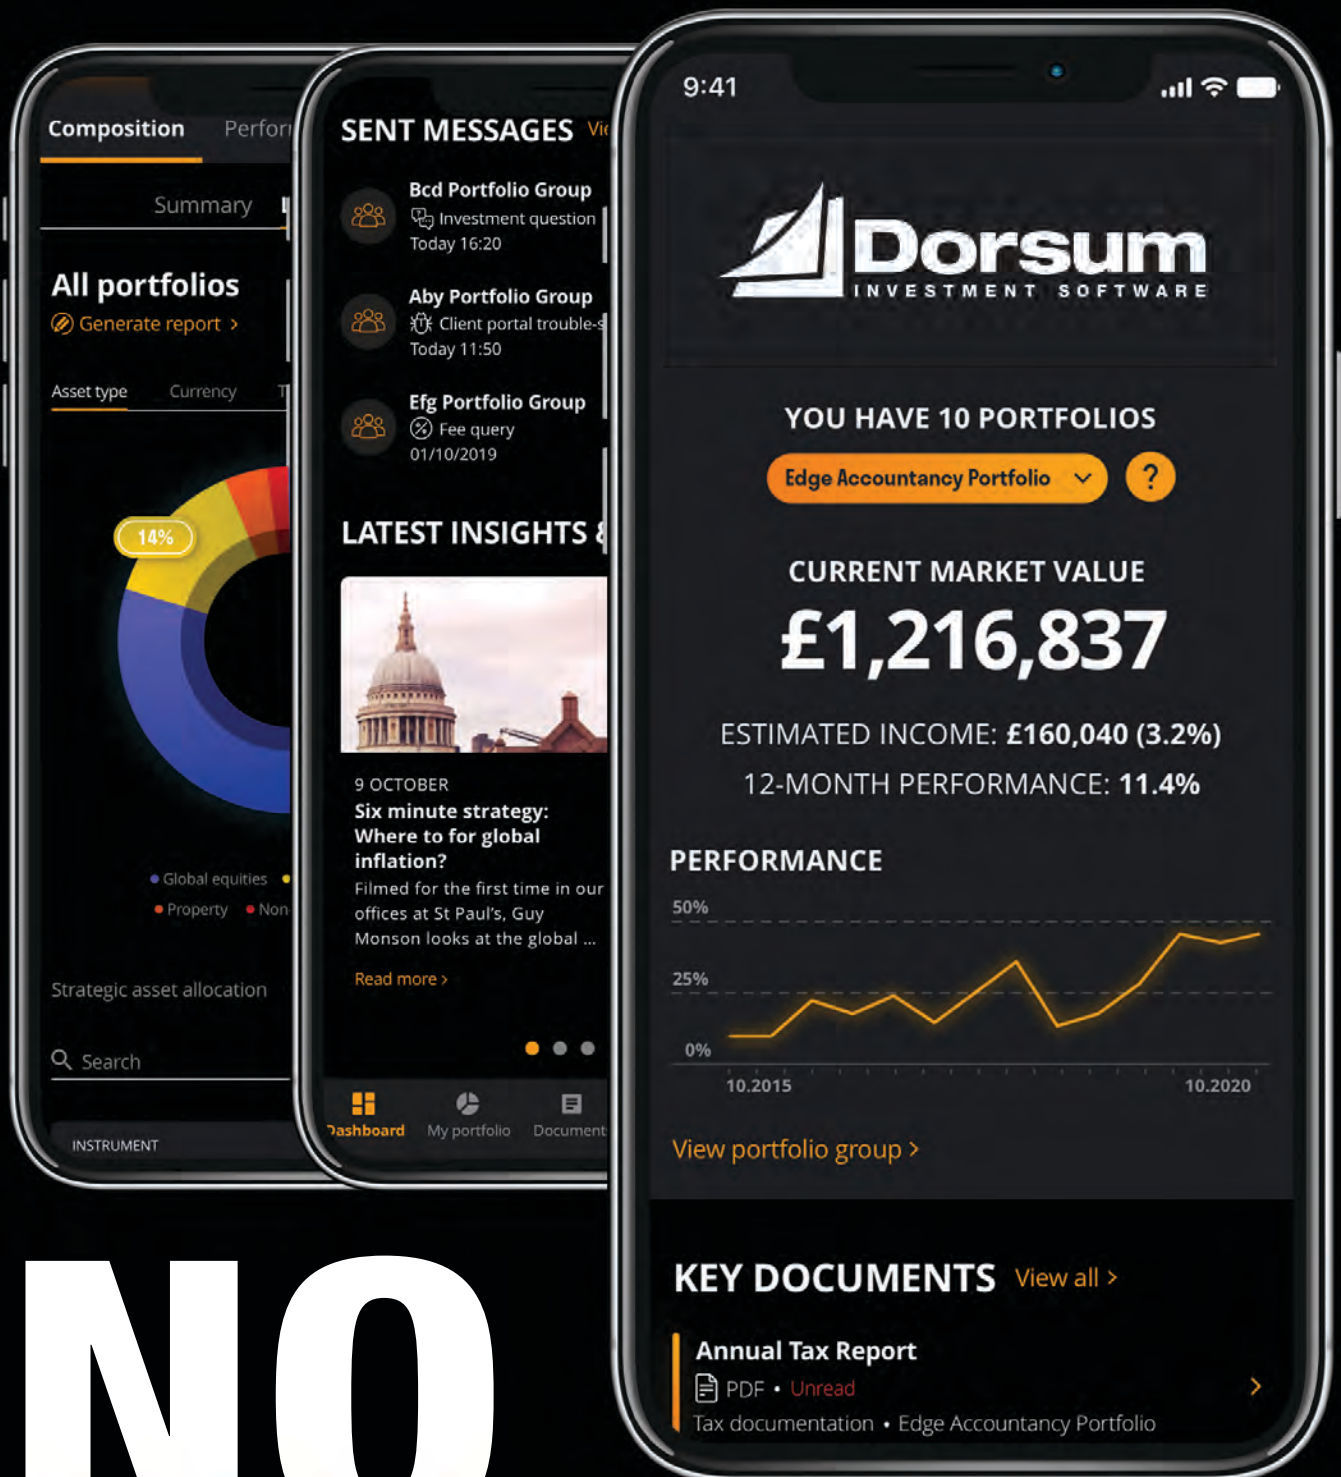 Composition
Summary
All portfolios
Generate report >
Asset type Currency
14%
Global equities
Property
Strategic asset allocation
Search
INSTRUMENT
SENT MESSAGES
Bcd Portfolio Group
Investment question
Today 16:20
Aby Portfolio Group
Client portal trouble-s
Today 11:50
Efg Portfolio Group
Fee query
01/10/2019
LATEST INSIGHTS &
9 OCTOBER
Six minute strategy:
Where to for global
inflation?
Filmed for the first time in our
offices at St Paul's, Guy
Monson looks at the global ...
Read more >
Dashboard My portfolio Document
9:41
Dorsum
INVESTMENT SOFTWARE
YOU HAVE 10 PORTFOLIOS
Edge Accountancy Portfolio ?
CURRENT MARKET VALUE
£1,216,837
ESTIMATED INCOME: £160,040 (3.2%)
12-MONTH PERFORMANCE: 11.4%
PERFORMANCE
50%
25%
0%
10.2015 10.2020
View portfolio group >
KEY DOCUMENTS View all >
Annual Tax Report
PDF • Unread
Tax documentation • Edge Accountancy Portfolio
NO